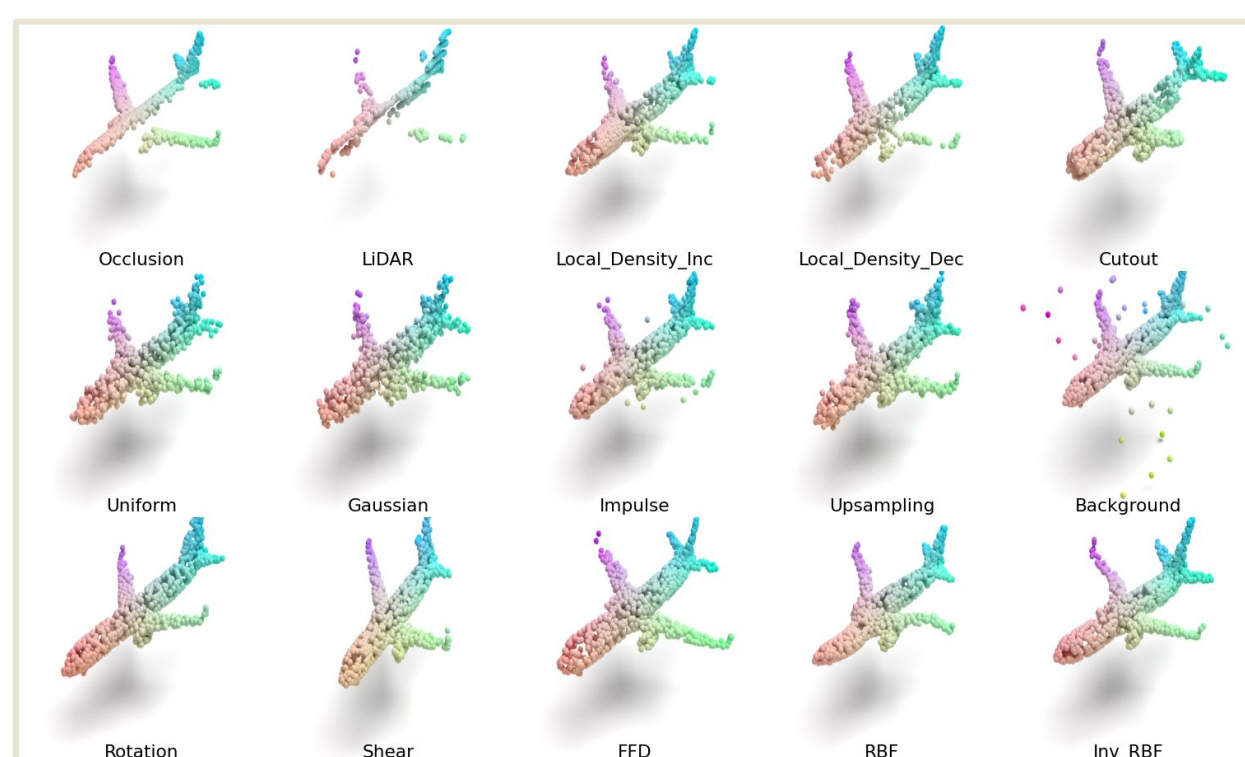 Occlusion LiDAR Local_Density_Inc Local_Density_Dec Cutout
Uniform Gaussian Impulse Upsampling Background
Rotation Shear FFD RBF Inv_RBF